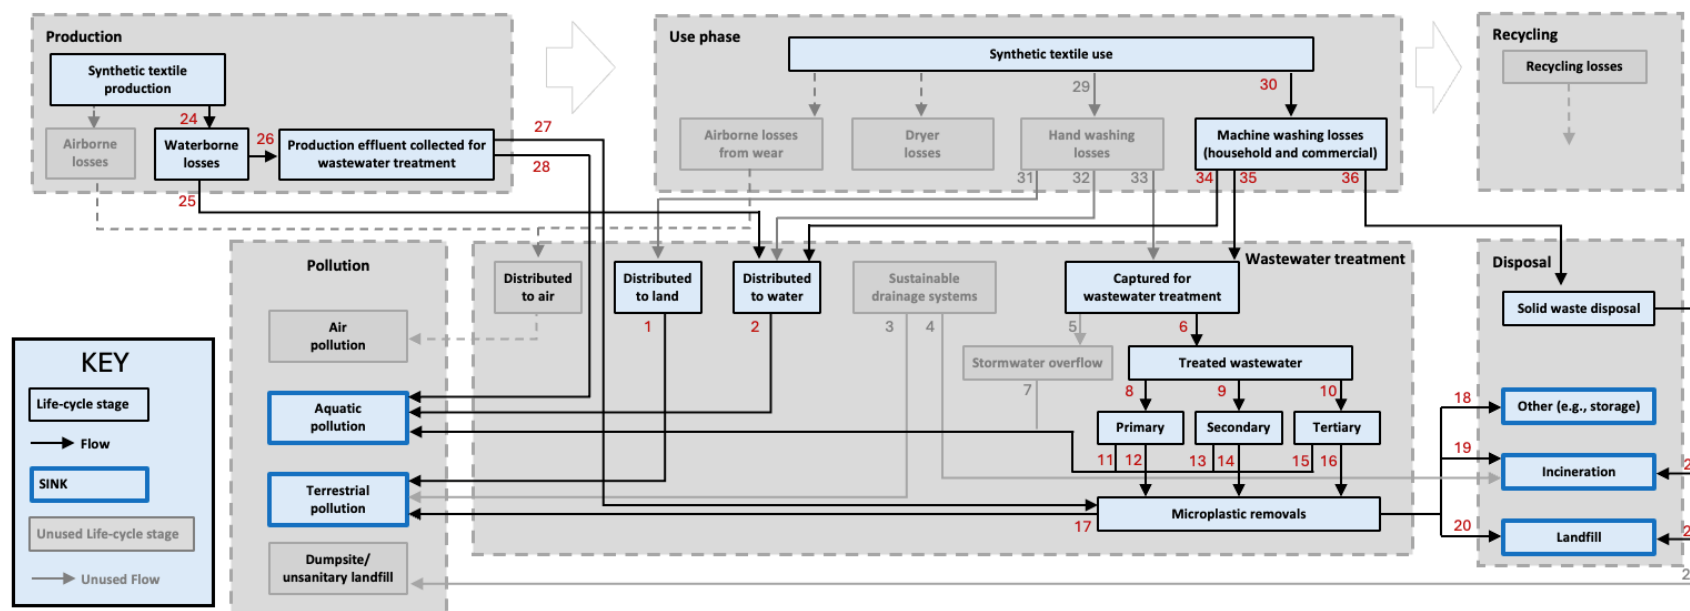 Production
Synthetic textile
production
24
Airborne
losses
Waterborne
losses
26
Production effluent collected for
wastewater treatment
27
28
25
Use phase
Synthetic textile use
29
30
Airborne losses
from wear
Dryer
losses
Hand washing
losses
Machine washing losses
(household and commercial)
31
32
33
34
35
36
Recycling
Recycling losses
Pollution
Air
pollution
Aquatic
pollution
Terrestrial
pollution
Dumpsite/
unsanitary landfill
Wastewater treatment
Distributed
to air
Distributed
to land
Distributed
to water
Sustainable
drainage systems
Captured for
wastewater treatment
1
2
3
4
5
6
Stormwater overflow
Treated wastewater
7
8
9
10
Primary
Secondary
Tertiary
11
12
13
14
15
16
Microplastic removals
17
Disposal
Solid waste disposal
18
Other (e.g., storage)
19
Incineration
2
20
Landfill
2
2
KEY
Life-cycle stage
Flow
SINK
Unused Life-cycle stage
Unused Flow